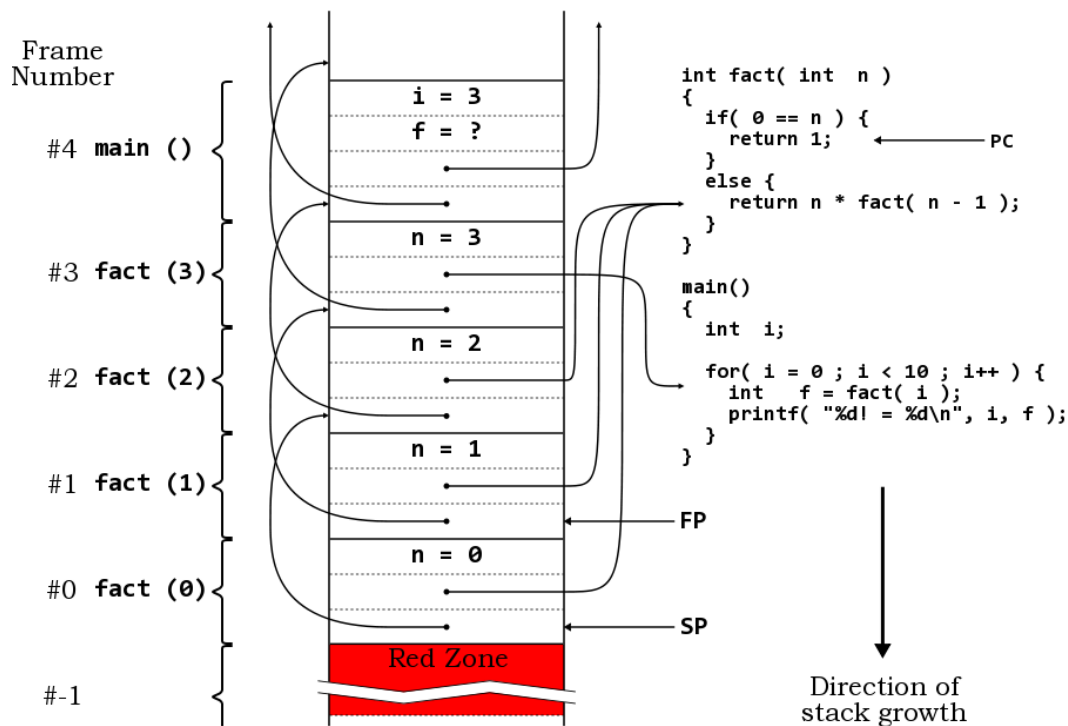 Frame
Number
i = 3
f = ?
#4 main ()
n = 3
#3 fact (3)
n = 2
#2 fact (2)
n = 1
#1 fact (1)
FP
n = 0
#0 fact (0)
SP
Red Zone
#-1
int fact( int  n )
{
  if( 0 == n ) {
    return 1;
PC
  }
  else {
    return n * fact( n - 1 );
  }
}
main()
{
  int  i;
  for( i = 0 ; i < 10 ; i++ ) {
    int   f = fact( i );
    printf( "%d! = %d\n", i, f );
  }
}
Direction of
stack growth